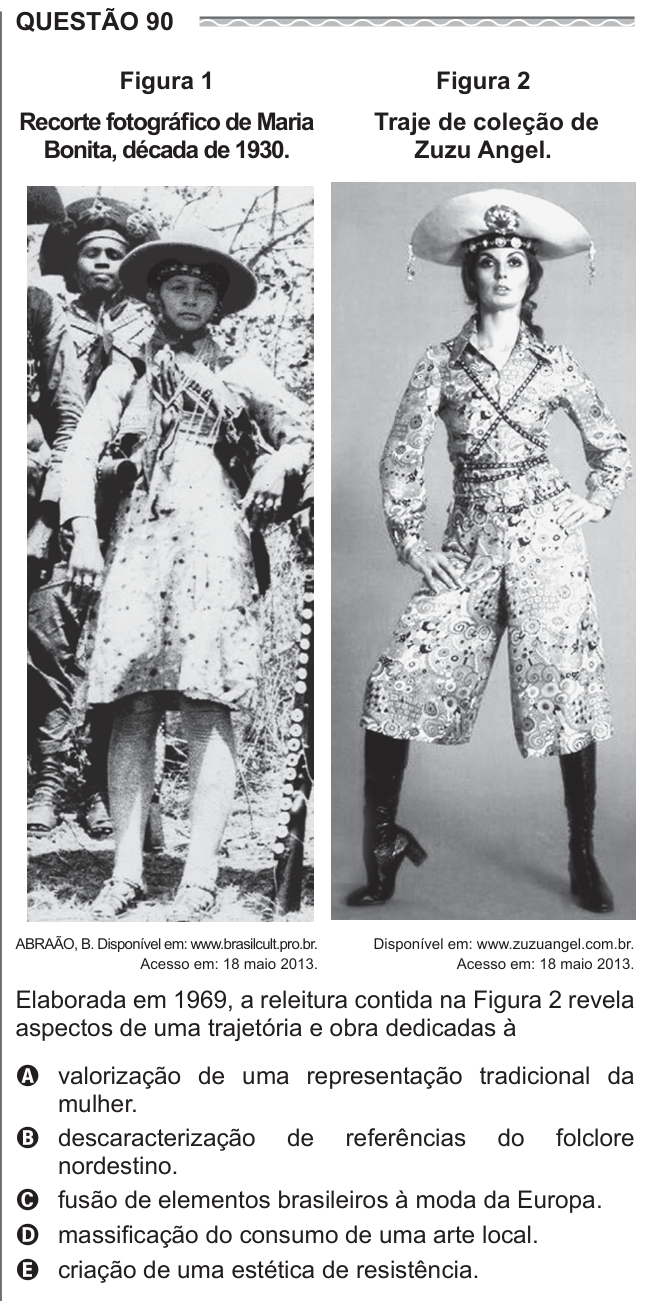 QUESTÃO 90
Figura 1
Recorte fotográfico de Maria
Bonita, década de 1930.
Figura 2
Traje de coleção de
Zuzu Angel.
ABRAÃO, B. Disponível em: www.brasilcult.pro.br.
Acesso em: 18 maio 2013.
Disponível em: www.zuzuangel.com.br.
Acesso em: 18 maio 2013.
Elaborada em 1969, a releitura contida na Figura 2 revela
aspectos de uma trajetória e obra dedicadas à
A valorização de uma representação tradicional da
mulher.
B descaracterização de referências do folclore
nordestino.
C fusão de elementos brasileiros à moda da Europa.
D massificação do consumo de uma arte local.
E criação de uma estética de resistência.